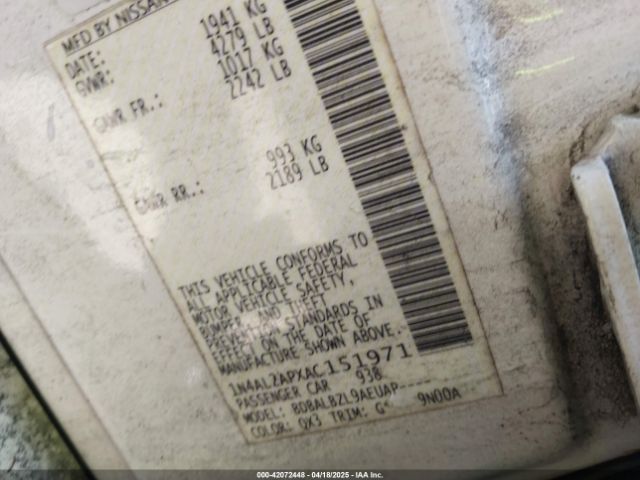 MFD BY NISSAN
DATE:
GVWR: 1941 KG
4279 LB
GAWR FR.: 1017 KG
2242 LB
GAWR RR.: 993 KG
2189 LB
THIS VEHICLE CONFORMS TO
ALL APPLICABLE FEDERAL
MOTOR VEHICLE SAFETY,
BUMPER AND THEFT
PREVENTION STANDARDS IN
EFFECT ON THE DATE OF
MANUFACTURE SHOWN ABOVE.
1N4AL2APXAC151971
PASSENGER CAR 938
MODEL: BDBALBZL9AEUAP-----
COLOR: QX3 TRIM: G* 9N00A
000-42072448 - 04/18/2025 - IAA Inc.